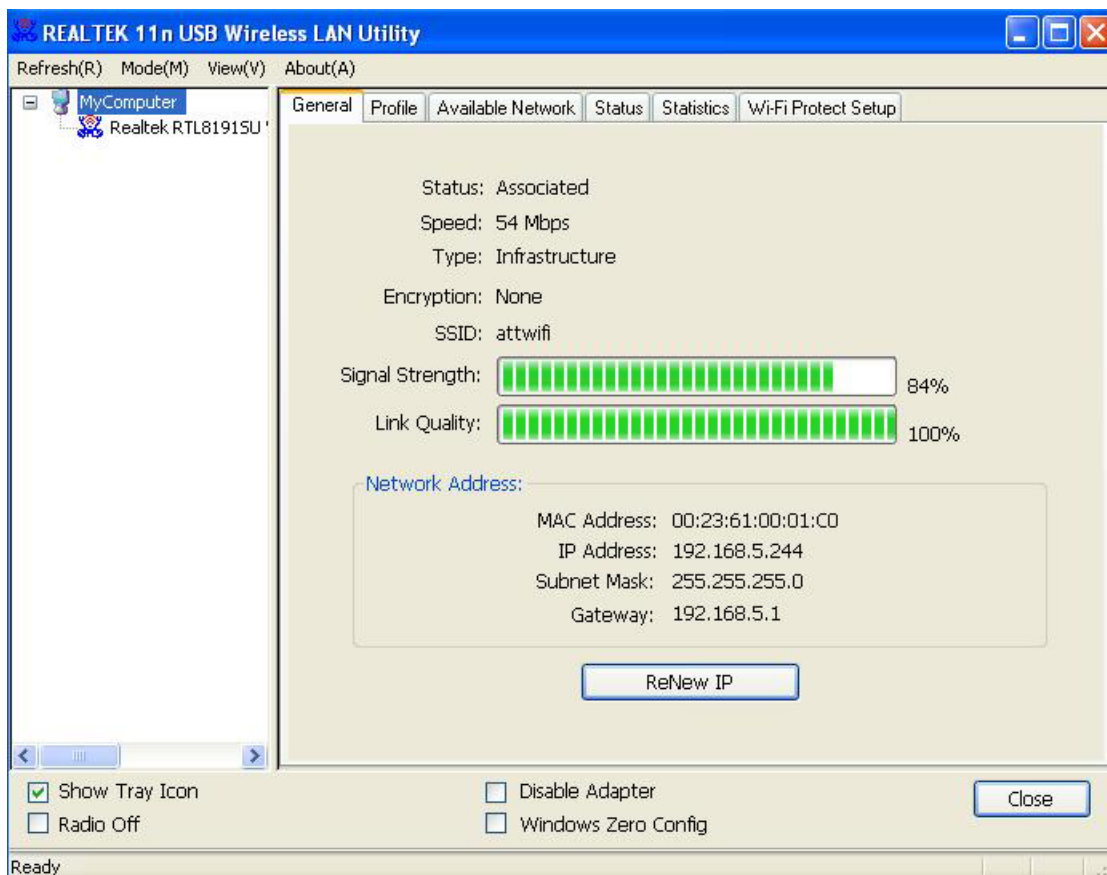 REALTEK 11n USB Wireless LAN Utility
Refresh(R) Mode(M) View(V) About(A)
MyComputer
Realtek RTL8191SU '
General Profile Available Network Status Statistics Wi-Fi Protect Setup
Status: Associated
Speed: 54 Mbps
Type: Infrastructure
Encryption: None
SSID: attwifi
Signal Strength: 84%
Link Quality: 100%
Network Address:
MAC Address: 00:23:61:00:01:C0
IP Address: 192.168.5.244
Subnet Mask: 255.255.255.0
Gateway: 192.168.5.1
ReNew IP
Show Tray Icon Disable Adapter Close
Radio Off Windows Zero Config
Ready